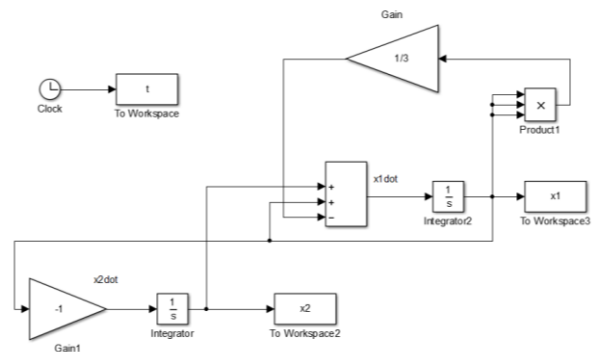 Gain
1/3
Clock
t
To Workspace
×
Product1
+
+
−
x1dot
1
s
Integrator2
x1
To Workspace3
x2dot
-1
Gain1
1
s
Integrator
x2
To Workspace2